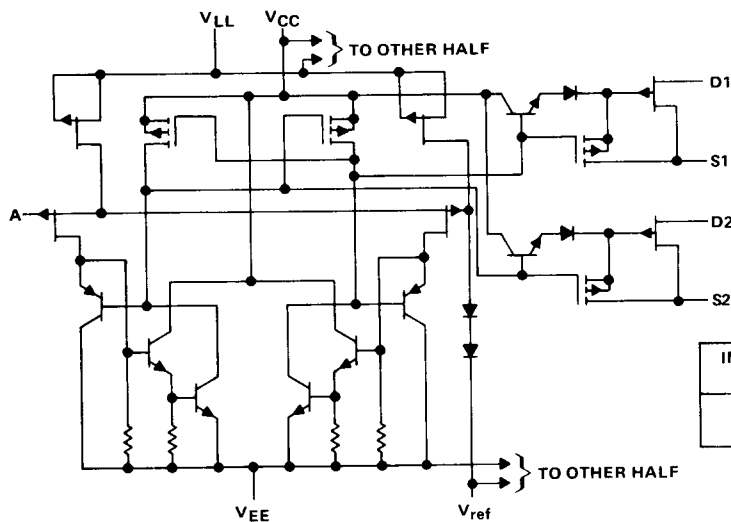 VLL VCC
TO OTHER HALF
D1
S1
A
D2
S2
TO OTHER HALF
VEE Vref